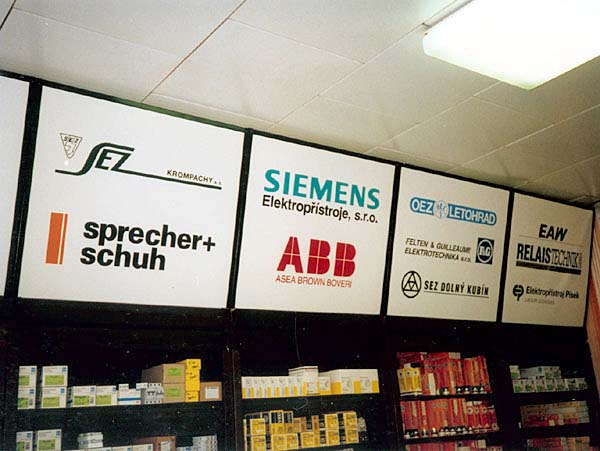 SEZ
SEZ
KROMPACHY a.s.
sprecher+
schuh
SIEMENS
Elektropřístroje, s.r.o.
ABB
ASEA BROWN BOVERI
OEZ LETOHRAD
FELTEN & GUILLEAUME
ELEKTROTECHNIKA s.r.o.
F&G
SEZ DOLNÝ KUBÍN
EAW
RELAISTECHNIK
Elektropřístroj Písek